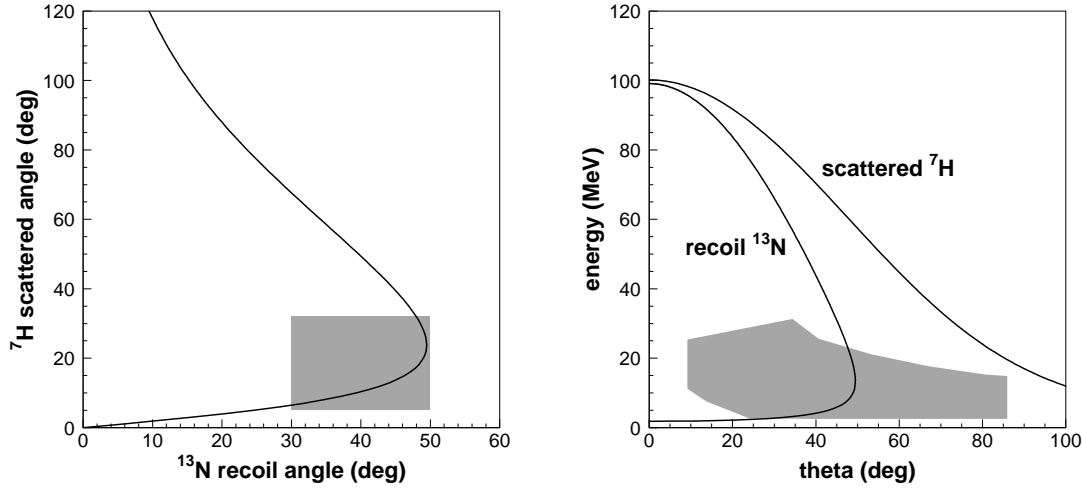 120
100
80
60
40
20
0
0 10 20 30 40 50 60
⁷H scattered angle (deg)
¹³N recoil angle (deg)
120
100
80
60
40
20
0
0 20 40 60 80 100
energy (MeV)
theta (deg)
scattered ⁷H
recoil ¹³N